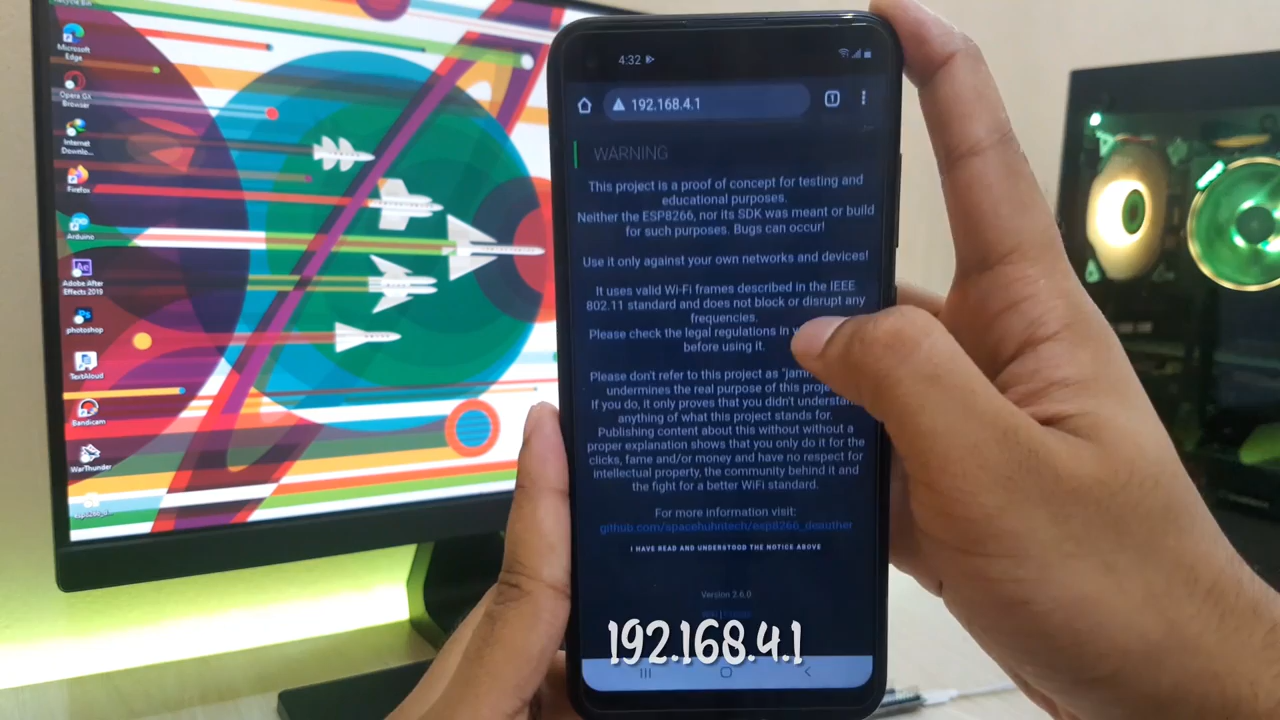 Microsoft
Edge
Opera GX
Browser
Internet
Downlo...
Firefox
Arduino
Adobe After
Effects 2019
photoshop
TextAloud
Bandicam
WarThunder
4:32
192.168.4.1
1
WARNING
This project is a proof of concept for testing and
educational purposes.
Neither the ESP8266, nor its SDK was meant or build
for such purposes. Bugs can occur!
Use it only against your own networks and devices!
It uses valid Wi-Fi frames described in the IEEE
802.11 standard and does not block or disrupt any
frequencies.
Please check the legal regulations in
before using it.
Please don't refer to this project as
undermines the real purpose of this
If you do, it only proves that you didn't understand
anything of what this project stands for.
Publishing content about this without without a
proper explanation shows that you only do it for the
clicks, fame and/or money and have no respect for
intellectual property, the community behind it and
the fight for a better WiFi standard.
For more information visit:
github.com/spacehuhntech/esp8266_deauther
I HAVE READ AND UNDERSTOOD THE NOTICE ABOVE
Version 2.6.0
192.168.4.1